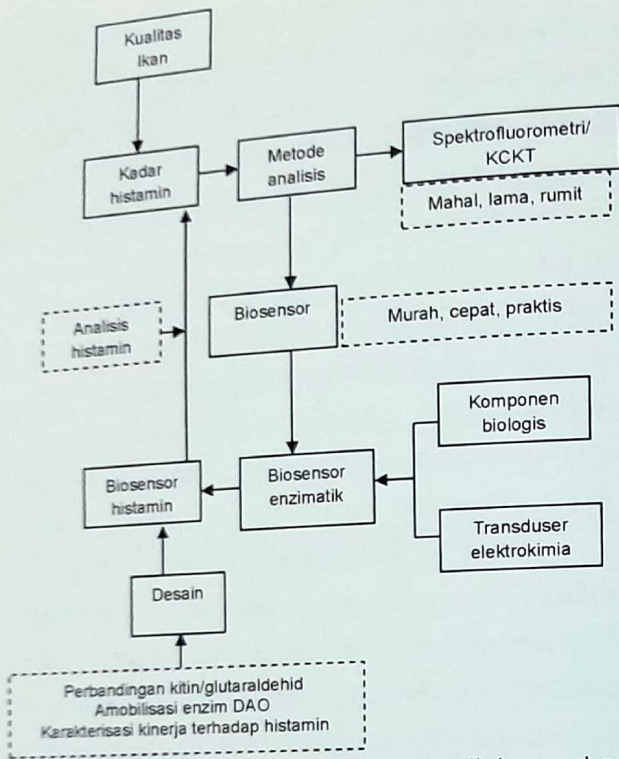 Kualitas
Ikan
Kadar
histamin
Metode
analisis
Spektrofluorometri/
KCKT
Mahal, lama, rumit
Biosensor
Murah, cepat, praktis
Analisis
histamin
Komponen
biologis
Biosensor
histamin
Biosensor
enzimatik
Transduser
elektrokimia
Desain
Perbandingan kitin/glutaraldehid
Amobilisasi enzim DAO
Karakterisasi kinerja terhadap histamin